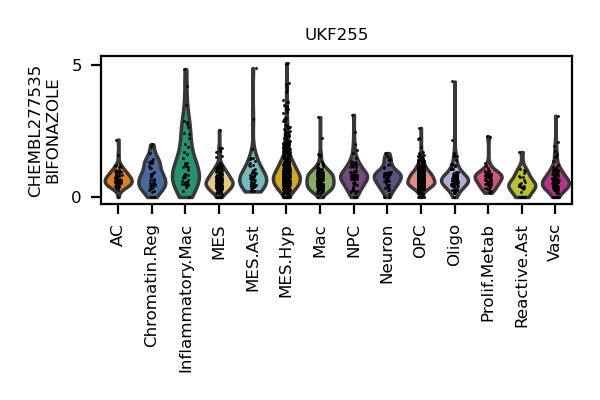 UKF255
CHEMBL277535
BIFONAZOLE
5
0
AC
Chromatin.Reg
Inflammatory.Mac
MES
MES.Ast
MES.Hyp
Mac
NPC
Neuron
OPC
Oligo
Prolif.Metab
Reactive.Ast
Vasc